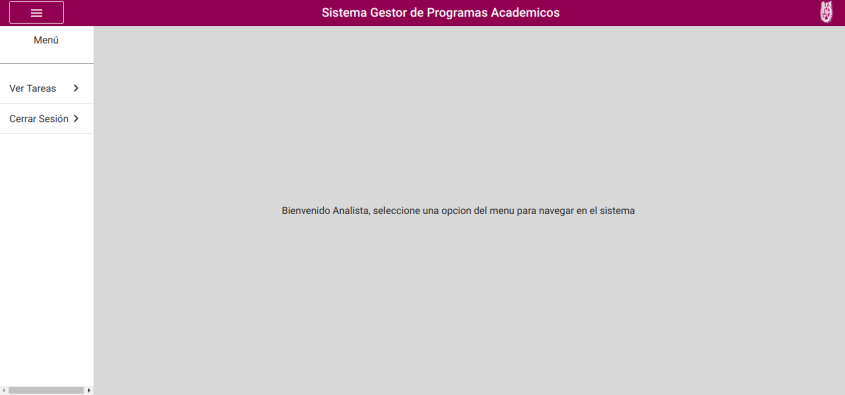 Sistema Gestor de Programas Academicos
Menú
Ver Tareas
Cerrar Sesión
Bienvenido Analista, seleccione una opcion del menu para navegar en el sistema